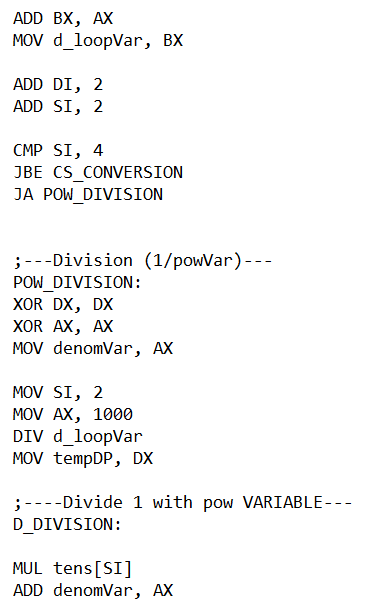 ADD BX, AX
MOV d_loopVar, BX
ADD DI, 2
ADD SI, 2
CMP SI, 4
JBE CS_CONVERSION
JA POW_DIVISION
;---Division (1/powVar)---
POW_DIVISION:
XOR DX, DX
XOR AX, AX
MOV denomVar, AX
MOV SI, 2
MOV AX, 1000
DIV d_loopVar
MOV tempDP, DX
;----Divide 1 with pow VARIABLE---
D_DIVISION:
MUL tens[SI]
ADD denomVar, AX